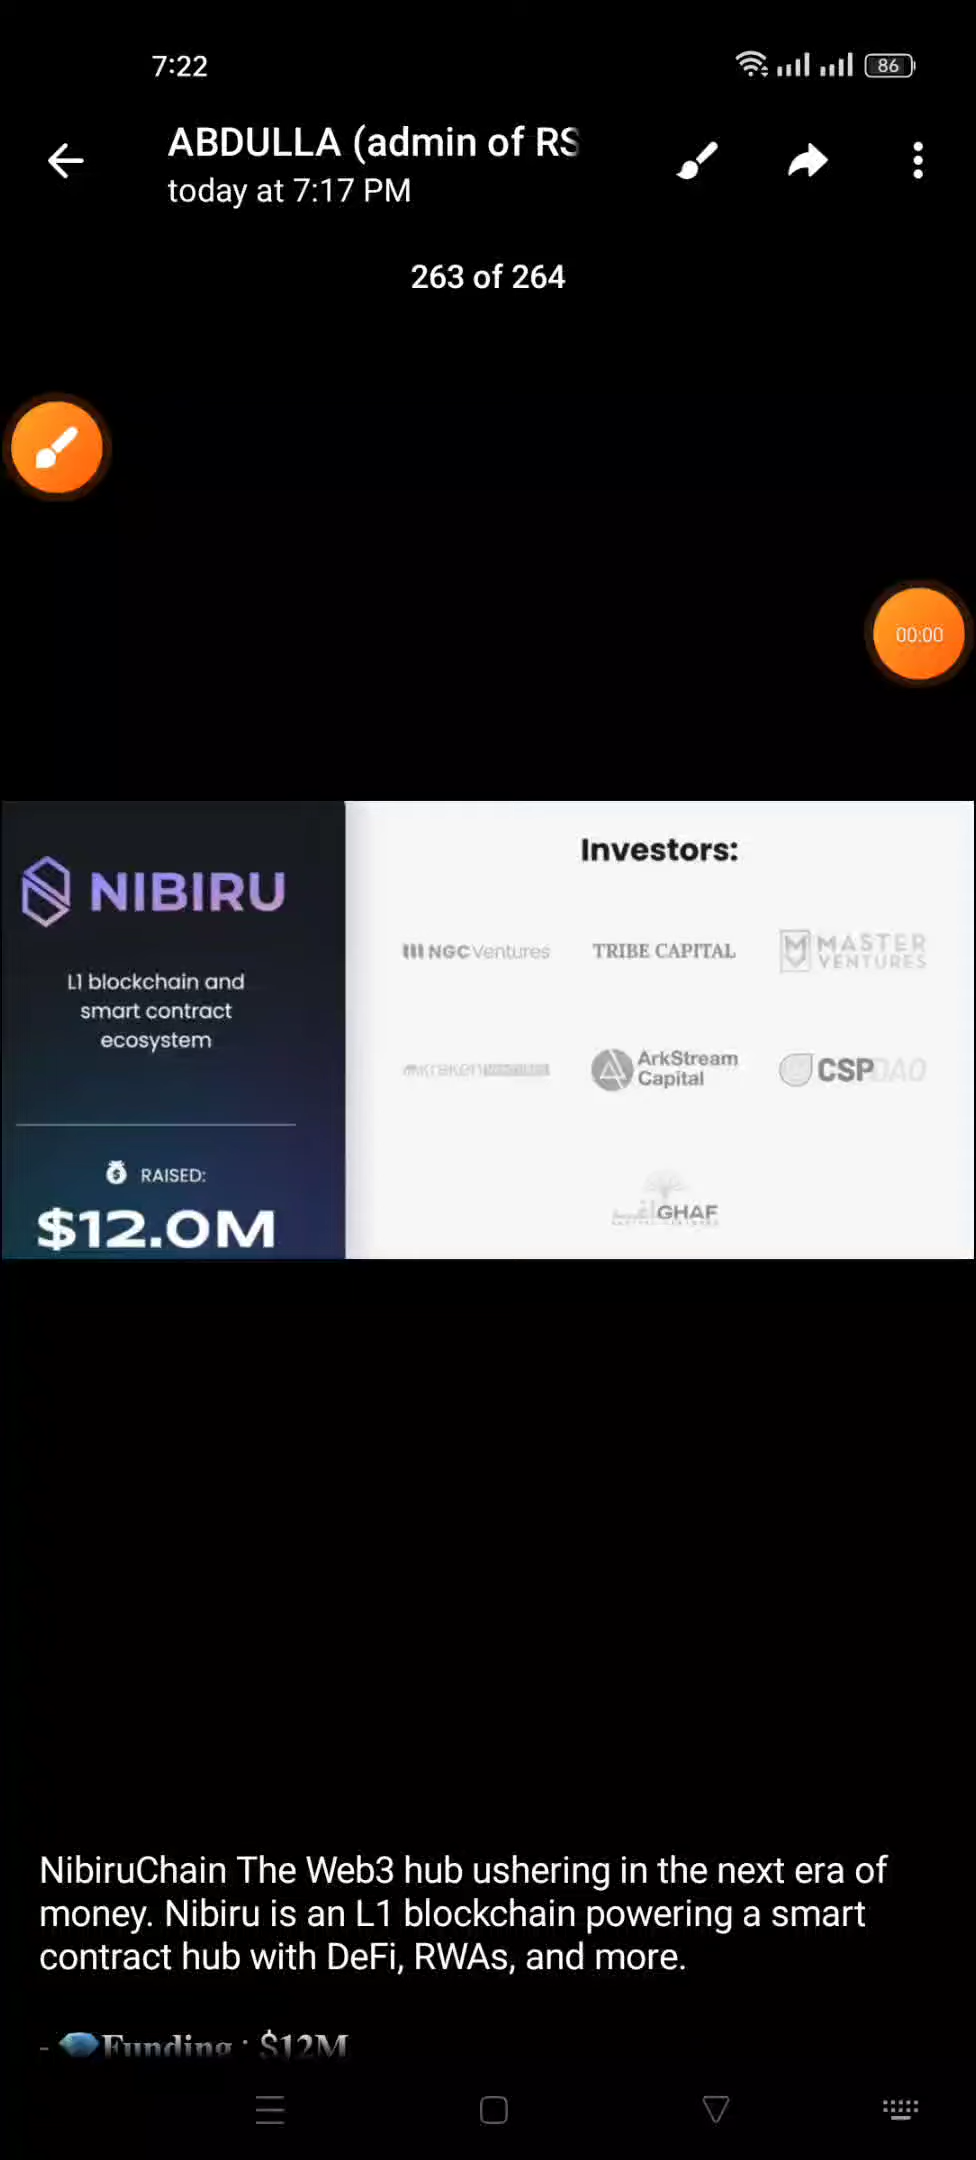 7:22
86
ABDULLA (admin of RS
today at 7:17 PM
263 of 264
00:00
NIBIRU
L1 blockchain and
smart contract
ecosystem
RAISED:
$12.0M
Investors:
NGC Ventures
TRIBE CAPITAL
MASTER
VENTURES
kraken
ArkStream
Capital
CSPDAO
GHAF
NibiruChain The Web3 hub ushering in the next era of
money. Nibiru is an L1 blockchain powering a smart
contract hub with DeFi, RWAs, and more.
- 💎Funding : $12M